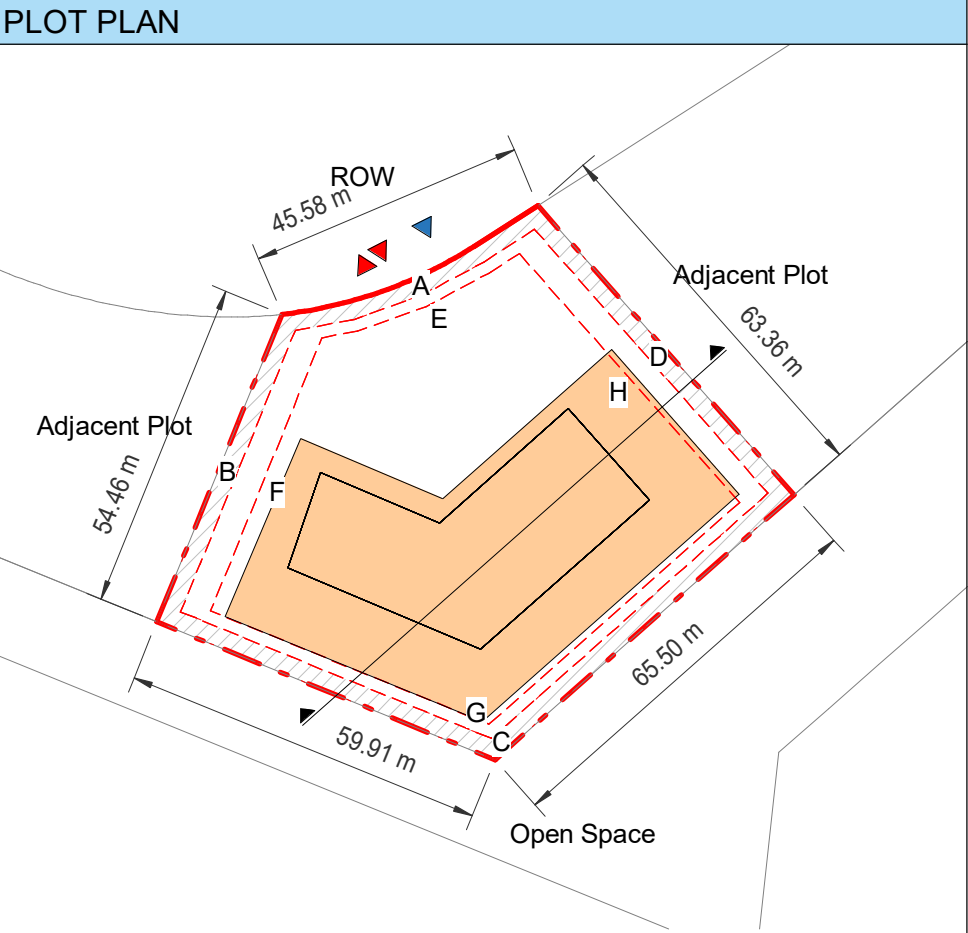 PLOT PLAN
ROW
45.58 m
A
E
Adjacent Plot
63.36 m
D
H
Adjacent Plot
54.46 m
B
F
65.50 m
G
C
59.91 m
Open Space